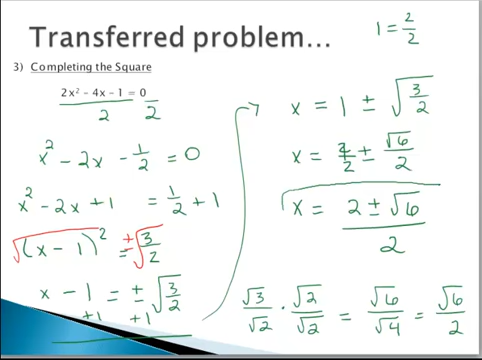 Transferred problem...
1 = 2/2
3) Completing the Square
2x² - 4x - 1 = 0
2 2
x² - 2x - 1/2 = 0
x² - 2x + 1 = 1/2 + 1
√(x - 1)² = ±√3/2
x - 1 = ±√3/2
+1 +1
x = 1 ± √3/2
x = 2/2 ± √6/2
x = 2 ± √6 / 2
√3/√2 · √2/√2 = √6/√4 = √6/2